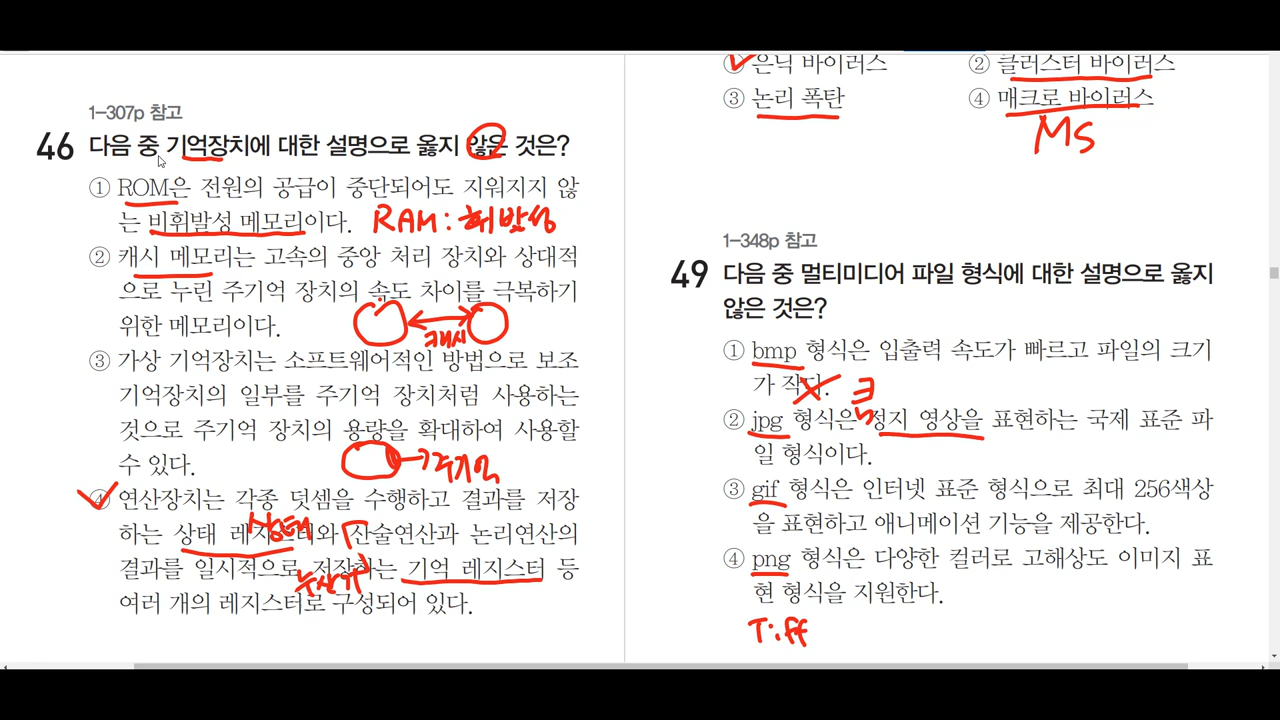 1-307p 참고
46 다음 중 기억장치에 대한 설명으로 옳지 않은 것은?
① ROM은 전원의 공급이 중단되어도 지워지지 않
는 비휘발성 메모리이다. RAM : 휘발성
② 캐시 메모리는 고속의 중앙 처리 장치와 상대적
으로 누린 주기억 장치의 속도 차이를 극복하기
위한 메모리이다.
캐시
③ 가상 기억장치는 소프트웨어적인 방법으로 보조
기억장치의 일부를 주기억 장치처럼 사용하는
것으로 주기억 장치의 용량을 확대하여 사용할
수 있다.
주기억
④ 연산장치는 각종 덧셈을 수행하고 결과를 저장
하는 상태 레지스터와 산술연산과 논리연산의
상태
결과를 일시적으로 저장하는 기억 레지스터 등
누산기
여러 개의 레지스터로 구성되어 있다.
① 은닉 바이러스 ② 클러스터 바이러스
③ 논리 폭탄 ④ 매크로 바이러스
MS
1-348p 참고
49 다음 중 멀티미디어 파일 형식에 대한 설명으로 옳지
않은 것은?
① bmp 형식은 입출력 속도가 빠르고 파일의 크기
가 작다. 크
② jpg 형식은 정지 영상을 표현하는 국제 표준 파
일 형식이다.
③ gif 형식은 인터넷 표준 형식으로 최대 256색상
을 표현하고 애니메이션 기능을 제공한다.
④ png 형식은 다양한 컬러로 고해상도 이미지 표
현 형식을 지원한다.
Tiff